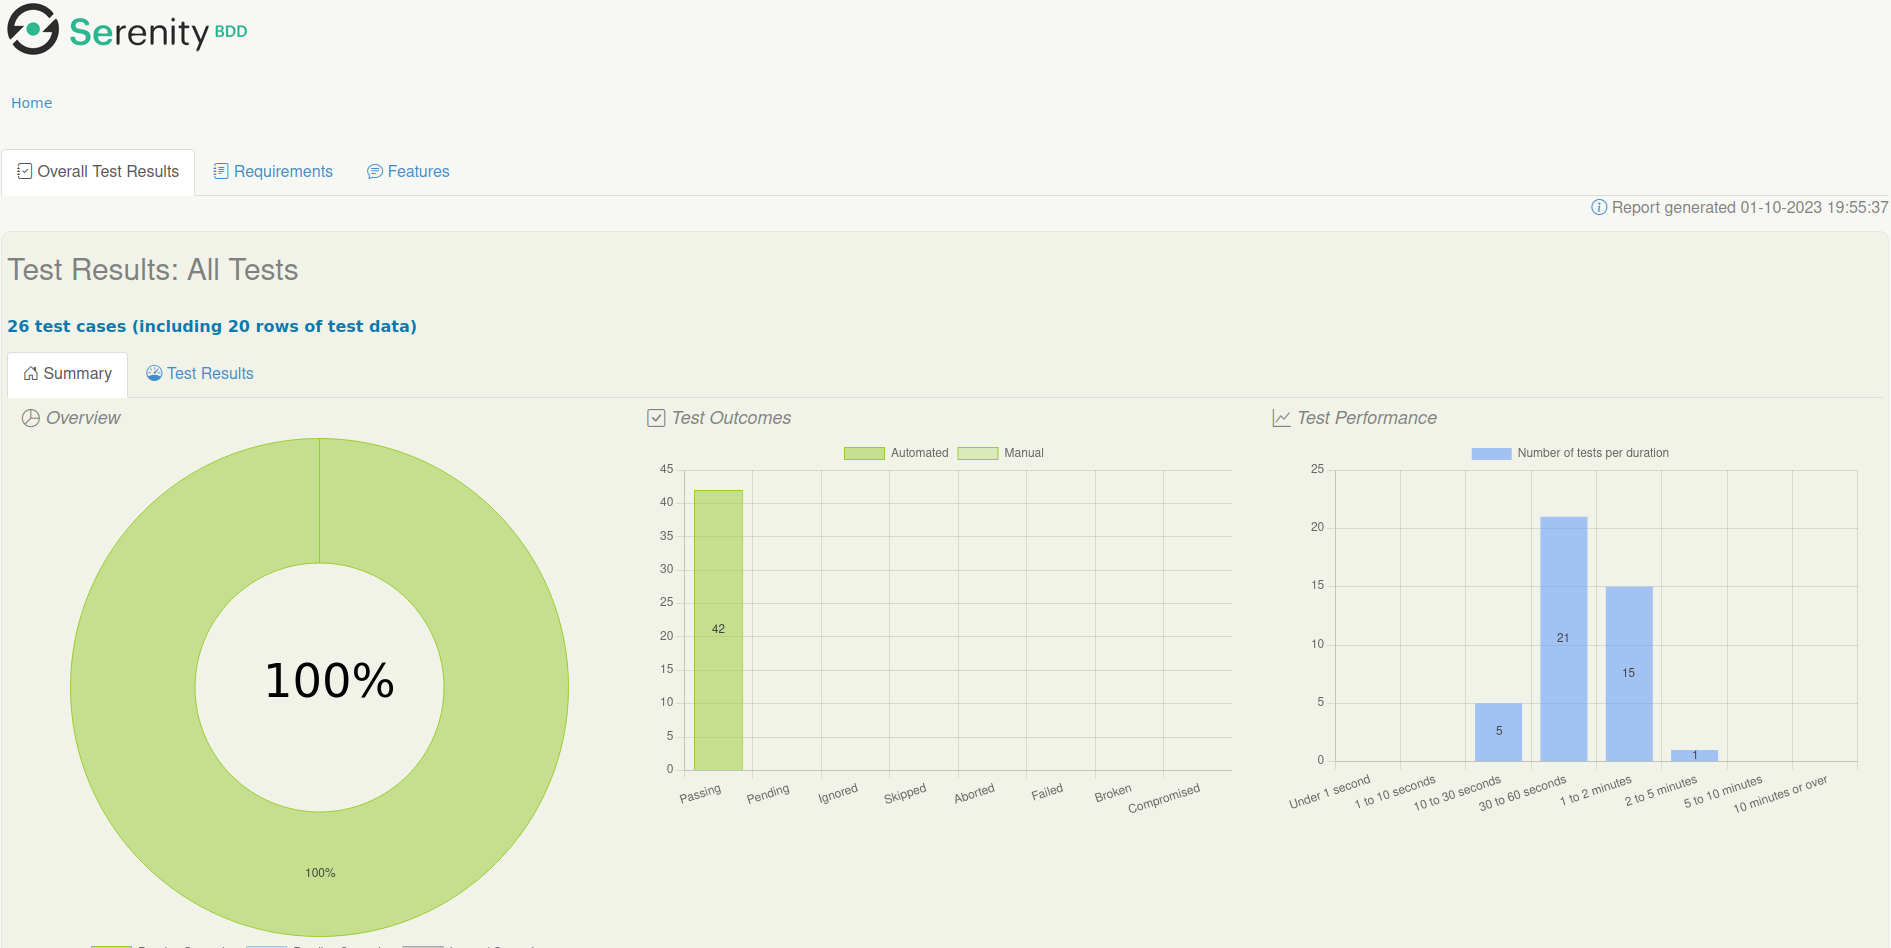 Serenity BDD
Home
Overall Test Results Requirements Features
Report generated 01-10-2023 19:55:37
Test Results: All Tests
26 test cases (including 20 rows of test data)
Summary Test Results
Overview
100%
100%
Test Outcomes
Automated Manual
45
40
35
30
25
20
15
10
5
0
42
Passing Pending Ignored Skipped Aborted Failed Broken Compromised
Test Performance
Number of tests per duration
25
20
15
10
5
0
5 21 15 1
Under 1 second 1 to 10 seconds 10 to 30 seconds 30 to 60 seconds 1 to 2 minutes 2 to 5 minutes 5 to 10 minutes 10 minutes or over